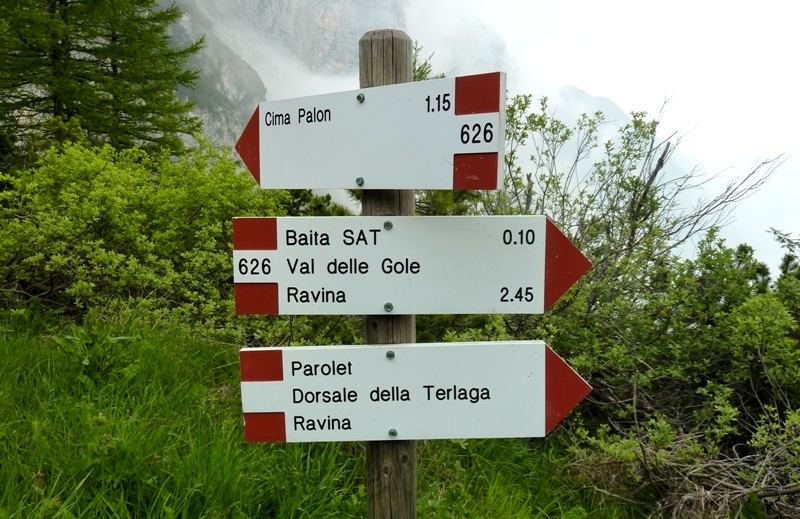 Cima Palon 1.15
626
Baita SAT 0.10
626 Val delle Gole
Ravina 2.45
Parolet
Dorsale della Terlaga
Ravina